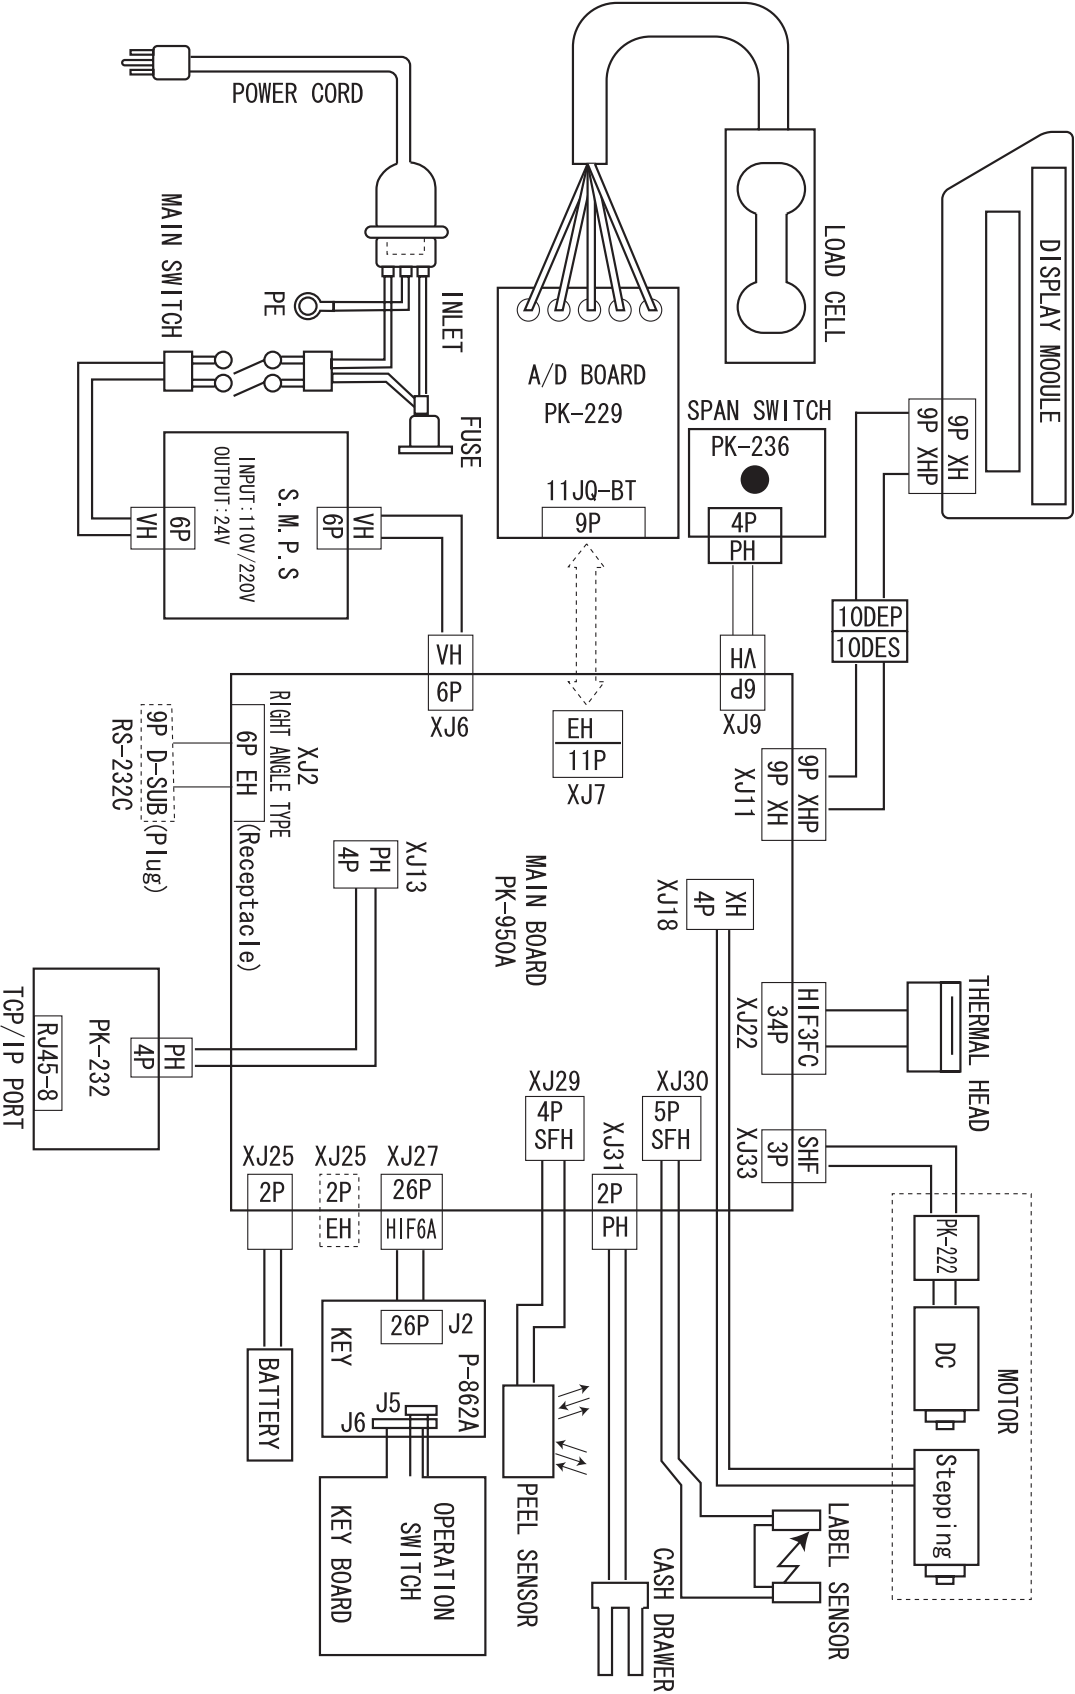 POWER CORD
MAIN SWITCH
PE
INLET
FUSE
LOAD CELL
DISPLAY MOOULE
A/D BOARD
PK-229
11JQ-BT
9P
SPAN SWITCH
PK-236
4P
PH
9P XH
9P XHP
10DEP
10DES
S.M.P.S
INPUT:110V/220V
OUTPUT:24V
VH
6P
6P
VH
VH
6P
XJ6
EH
11P
XJ7
VH
6P
XJ9
9P XHP
9P XH
XJ11
XJ2
RIGHT ANGLE TYPE
6P EH
(Receptacle)
9P D-SUB
(Plug)
RS-232C
XJ13
PH
4P
MAIN BOARD
PK-950A
XJ18
XH
4P
HIF3FC
34P
XJ22
THERMAL HEAD
SHF
3P
XJ33
PH
4P
PK-232
RJ45-8
TCP/IP PORT
XJ25
2P
XJ25
2P
EH
XJ27
26P
HIF6A
XJ29
4P
SFH
XJ31
2P
PH
XJ30
5P
SFH
BATTERY
KEY
26P
J2
P-862A
J5
J6
OPERATION
SWITCH
KEY BOARD
PEEL SENSOR
CASH DRAWER
LABEL SENSOR
PK-222
DC
MOTOR
Stepping